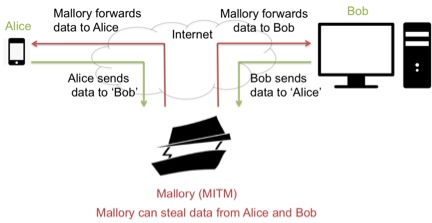 Alice
Mallory forwards
data to Alice
Internet
Mallory forwards
data to Bob
Bob
Alice sends
data to ‘Bob’
Bob sends
data to ‘Alice’
Mallory (MITM)
Mallory can steal data from Alice and Bob